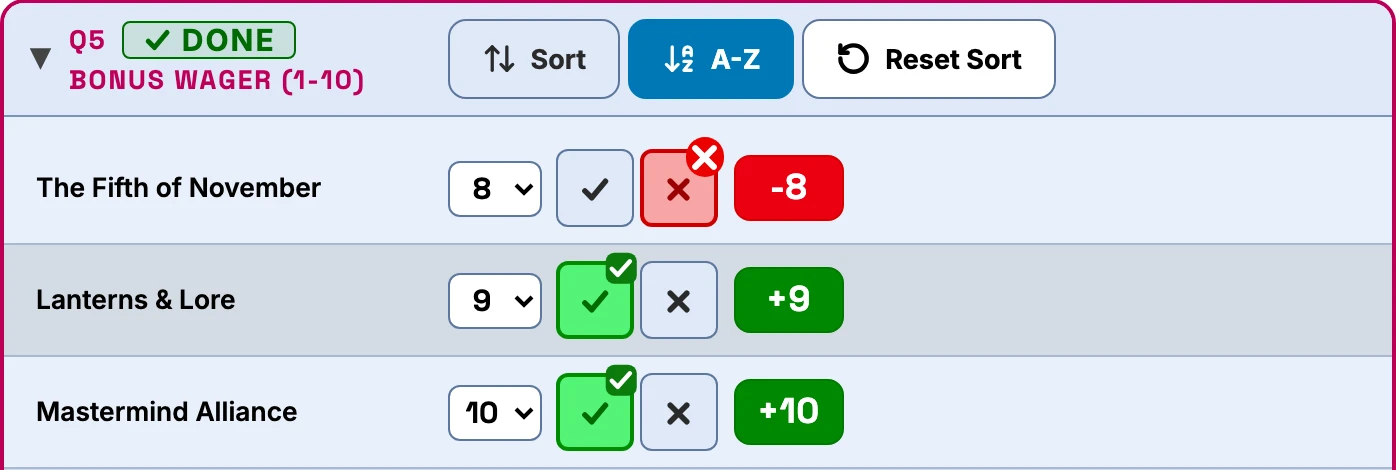 Q5 DONE
BONUS WAGER (1-10)
Sort
A-Z
Reset Sort
The Fifth of November 8 -8
Lanterns & Lore 9 +9
Mastermind Alliance 10 +10